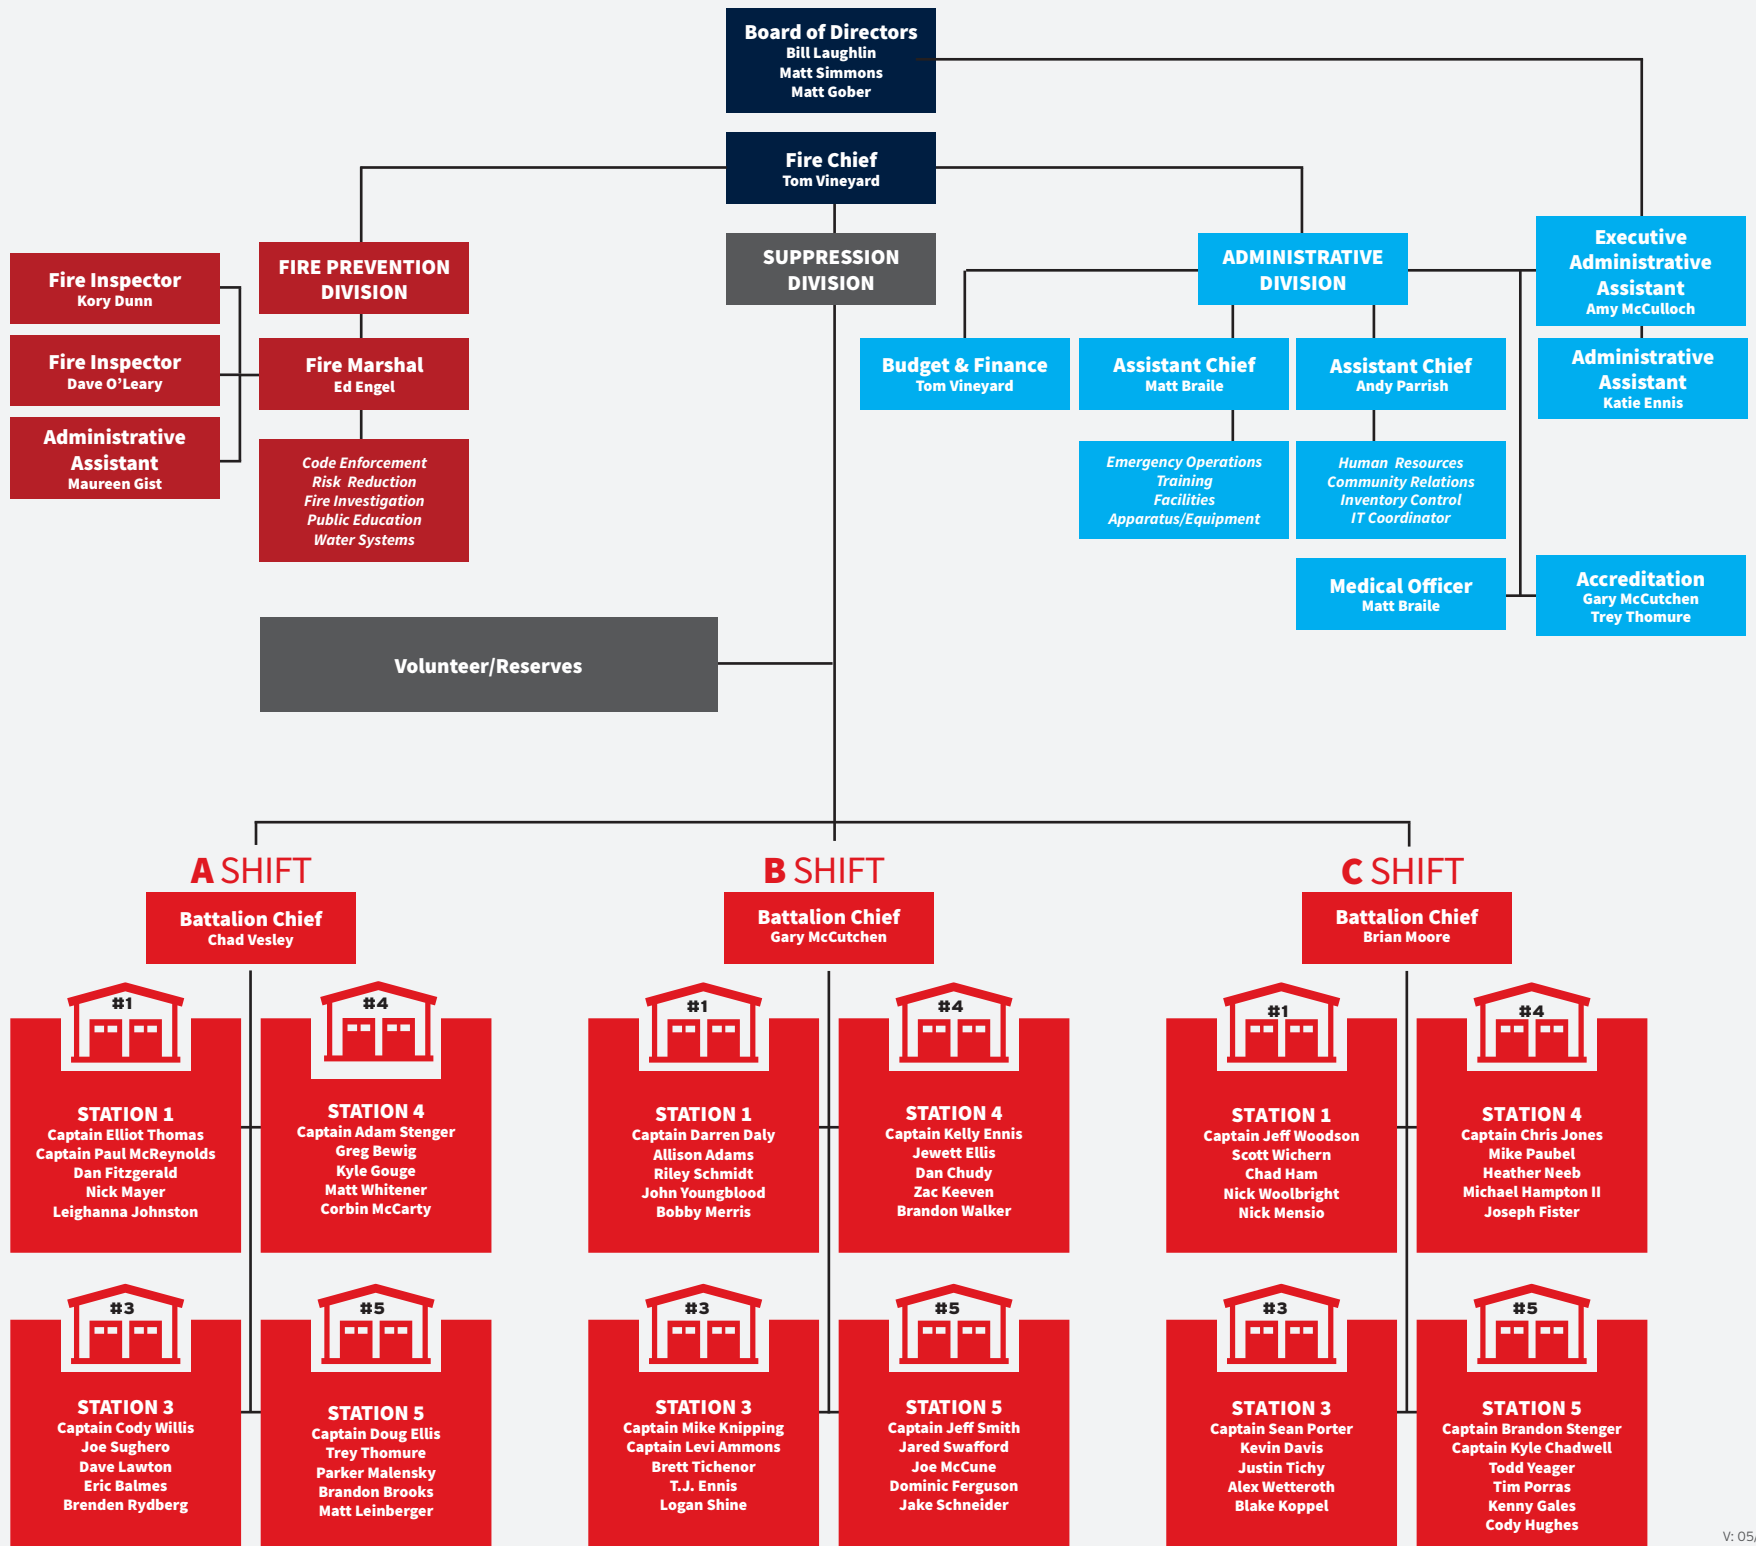 Board of Directors
Bill Laughlin
Matt Simmons
Matt Gober
Fire Chief
Tom Vineyard
FIRE PREVENTION
DIVISION
Fire Inspector
Kory Dunn
Fire Inspector
Dave O’Leary
Administrative
Assistant
Maureen Gist
Fire Marshal
Ed Engel
Code Enforcement
Risk Reduction
Fire Investigation
Public Education
Water Systems
SUPPRESSION
DIVISION
ADMINISTRATIVE
DIVISION
Executive
Administrative
Assistant
Amy McCulloch
Administrative
Assistant
Katie Ennis
Budget & Finance
Tom Vineyard
Assistant Chief
Matt Braile
Assistant Chief
Andy Parrish
Emergency Operations
Training
Facilities
Apparatus/Equipment
Human Resources
Community Relations
Inventory Control
IT Coordinator
Medical Officer
Matt Braile
Accreditation
Gary McCutchen
Trey Thomure
Volunteer/Reserves
A SHIFT
Battalion Chief
Chad Vesley
#1
STATION 1
Captain Elliot Thomas
Captain Paul McReynolds
Dan Fitzgerald
Nick Mayer
Leighanna Johnston
#4
STATION 4
Captain Adam Stenger
Greg Bewig
Kyle Gouge
Matt Whitener
Corbin McCarty
#3
STATION 3
Captain Cody Willis
Joe Sughero
Dave Lawton
Eric Balmes
Brenden Rydberg
#5
STATION 5
Captain Doug Ellis
Trey Thomure
Parker Malensky
Brandon Brooks
Matt Leinberger
B SHIFT
Battalion Chief
Gary McCutchen
#1
STATION 1
Captain Darren Daly
Allison Adams
Riley Schmidt
John Youngblood
Bobby Merris
#4
STATION 4
Captain Kelly Ennis
Jewett Ellis
Dan Chudy
Zac Keeven
Brandon Walker
#3
STATION 3
Captain Mike Knipping
Captain Levi Ammons
Brett Tichenor
T.J. Ennis
Logan Shine
#5
STATION 5
Captain Jeff Smith
Jared Swafford
Joe McCune
Dominic Ferguson
Jake Schneider
C SHIFT
Battalion Chief
Brian Moore
#1
STATION 1
Captain Jeff Woodson
Scott Wichern
Chad Ham
Nick Woolbright
Nick Mensio
#4
STATION 4
Captain Chris Jones
Mike Paubel
Heather Neeb
Michael Hampton II
Joseph Fister
#3
STATION 3
Captain Sean Porter
Kevin Davis
Justin Tichy
Alex Wetteroth
Blake Koppel
#5
STATION 5
Captain Brandon Stenger
Captain Kyle Chadwell
Todd Yeager
Tim Porras
Kenny Gales
Cody Hughes
V: 05/